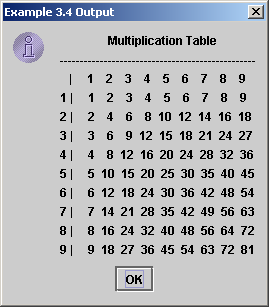 Example 3.4 Output
Multiplication Table
------------------------------------------------
| 1 2 3 4 5 6 7 8 9
1 | 1 2 3 4 5 6 7 8 9
2 | 2 4 6 8 10 12 14 16 18
3 | 3 6 9 12 15 18 21 24 27
4 | 4 8 12 16 20 24 28 32 36
5 | 5 10 15 20 25 30 35 40 45
6 | 6 12 18 24 30 36 42 48 54
7 | 7 14 21 28 35 42 49 56 63
8 | 8 16 24 32 40 48 56 64 72
9 | 9 18 27 36 45 54 63 72 81
OK